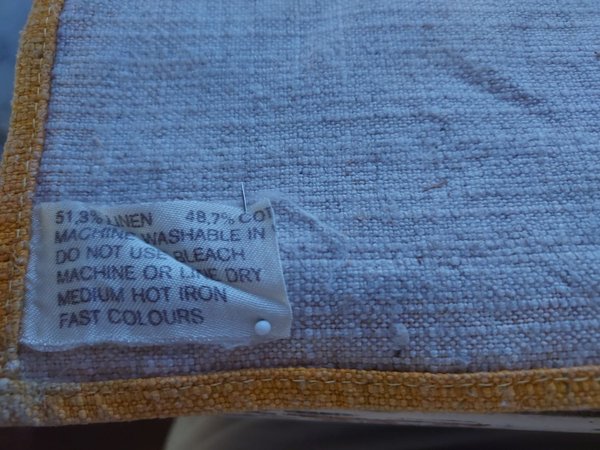 51,3% LINEN 48,7% COT
MACHINE WASHABLE IN
DO NOT USE BLEACH
MACHINE OR LINE DRY
MEDIUM HOT IRON
FAST COLOURS